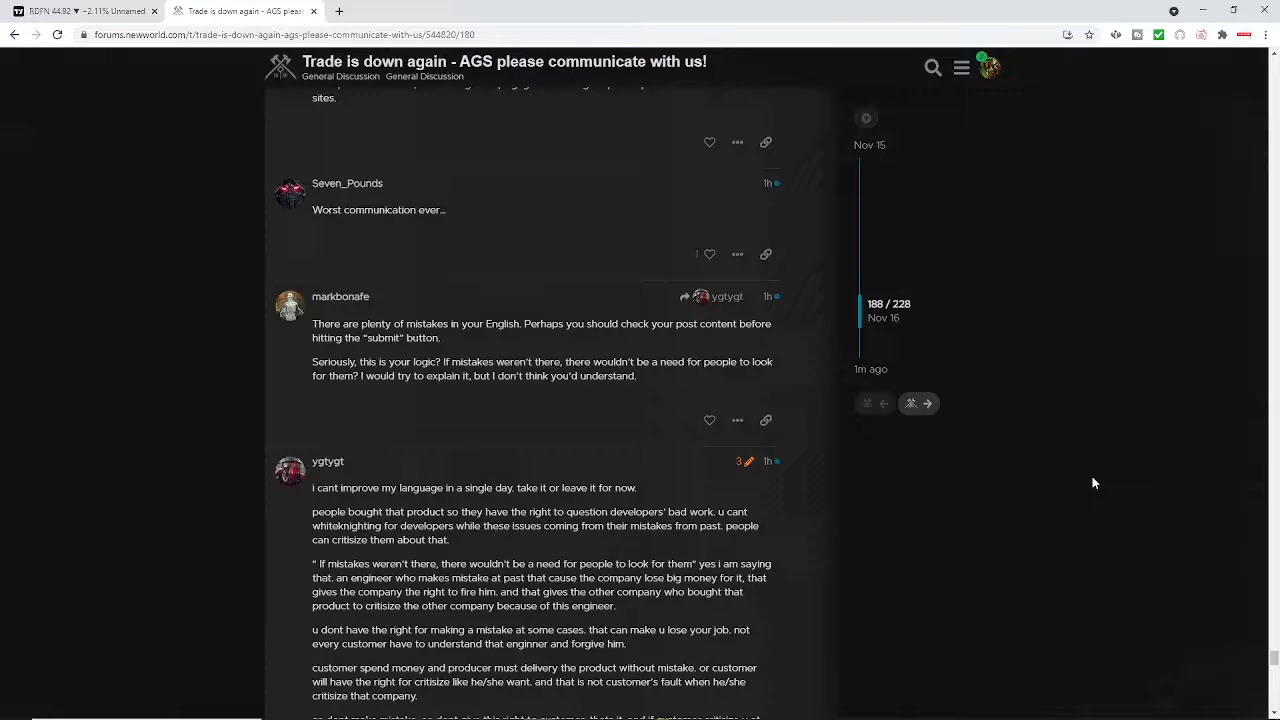 RDFN 44.92 ▼ −2.11% Unnamed
Trade is down again - AGS pleas
forums.newworld.com/t/trade-is-down-again-ags-please-communicate-with-us/544820/180
Trade is down again - AGS please communicate with us!
General Discussion General Discussion
sites.
Nov 15
Seven_Pounds 1h
Worst communication ever...
1
markbonafe ygtygt 1h
There are plenty of mistakes in your English. Perhaps you should check your post content before
hitting the "submit" button.
Seriously, this is your logic? If mistakes weren't there, there wouldn't be a need for people to look
for them? I would try to explain it, but I don't think you'd understand.
188 / 228
Nov 16
1m ago
ygtygt 3 1h
i cant improve my language in a single day. take it or leave it for now.
people bought that product so they have the right to question developers' bad work. u cant
whiteknighting for developers while these issues coming from their mistakes from past. people
can critisize them about that.
" If mistakes weren't there, there wouldn't be a need for people to look for them" yes i am saying
that. an engineer who makes mistake at past that cause the company lose big money for it, that
gives the company the right to fire him. and that gives the other company who bought that
product to critisize the other company because of this engineer.
u dont have the right for making a mistake at some cases. that can make u lose your job. not
every customer have to understand that enginner and forgive him.
customer spend money and producer must delivery the product without mistake. or customer
will have the right for critisize like he/she want. and that is not customer's fault when he/she
critisize that company.